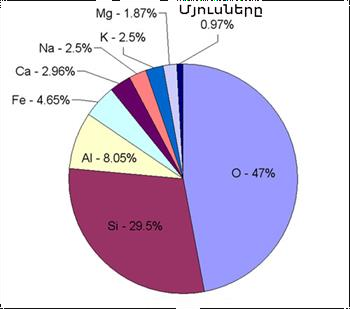 Mg - 1.87%
Մյուսները
0.97%
K - 2.5%
Na - 2.5%
Ca - 2.96%
Fe - 4.65%
Al - 8.05%
O - 47%
Si - 29.5%